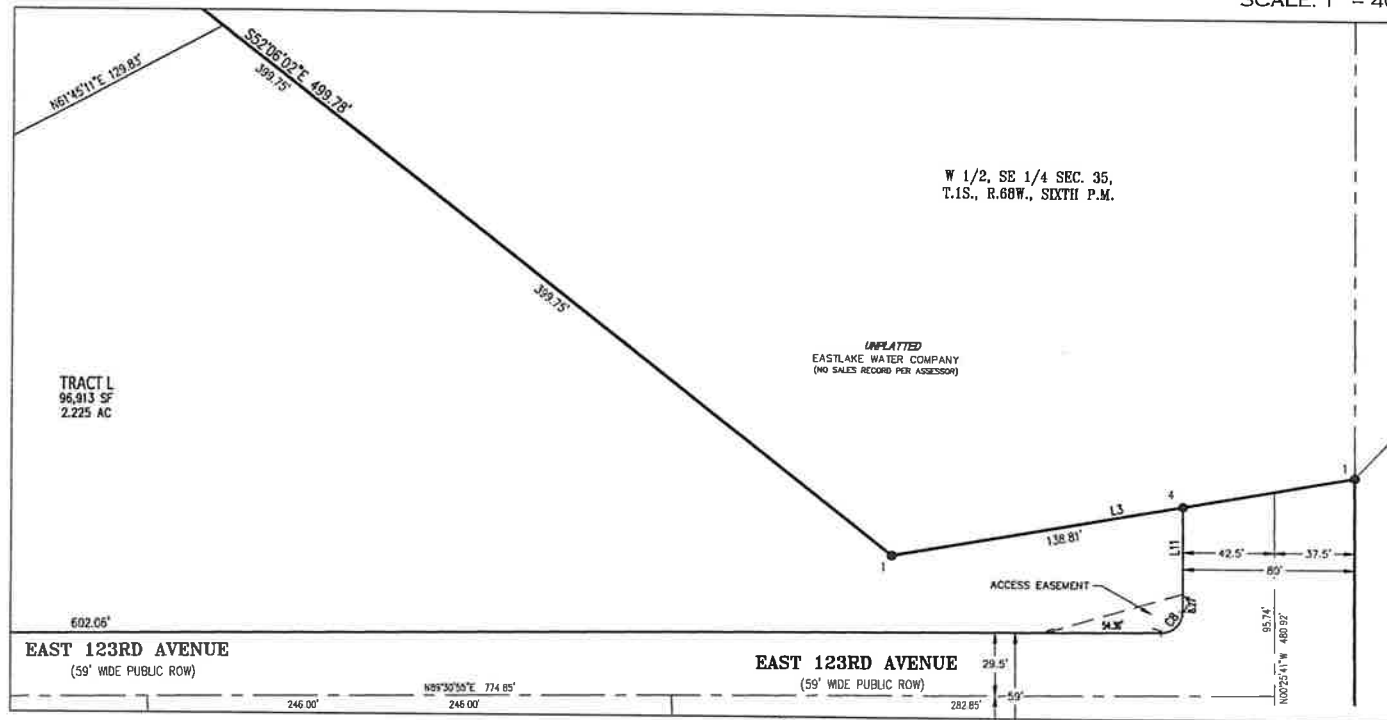 SCALE: 1" = 40
N61°45'11"E 129.83'
S52°06'02"E 499.78'
399.75'
W 1/2, SE 1/4 SEC. 35,
T.1S., R.68W., SIXTH P.M.
399.75'
UNPLATTED
EASTLAKE WATER COMPANY
(NO SALES RECORD PER ASSESSOR)
TRACT L
96,913 SF
2.225 AC
1
4
L3
138.81'
1
L11
42.5'
37.5'
80'
ACCESS EASEMENT
C8
54.36'
602.06'
EAST 123RD AVENUE
(59' WIDE PUBLIC ROW)
EAST 123RD AVENUE
(59' WIDE PUBLIC ROW)
29.5'
59'
95.74'
N00°25'41"W 480.92'
N89°30'55"E 774.85'
246.00'
246.00'
282.85'